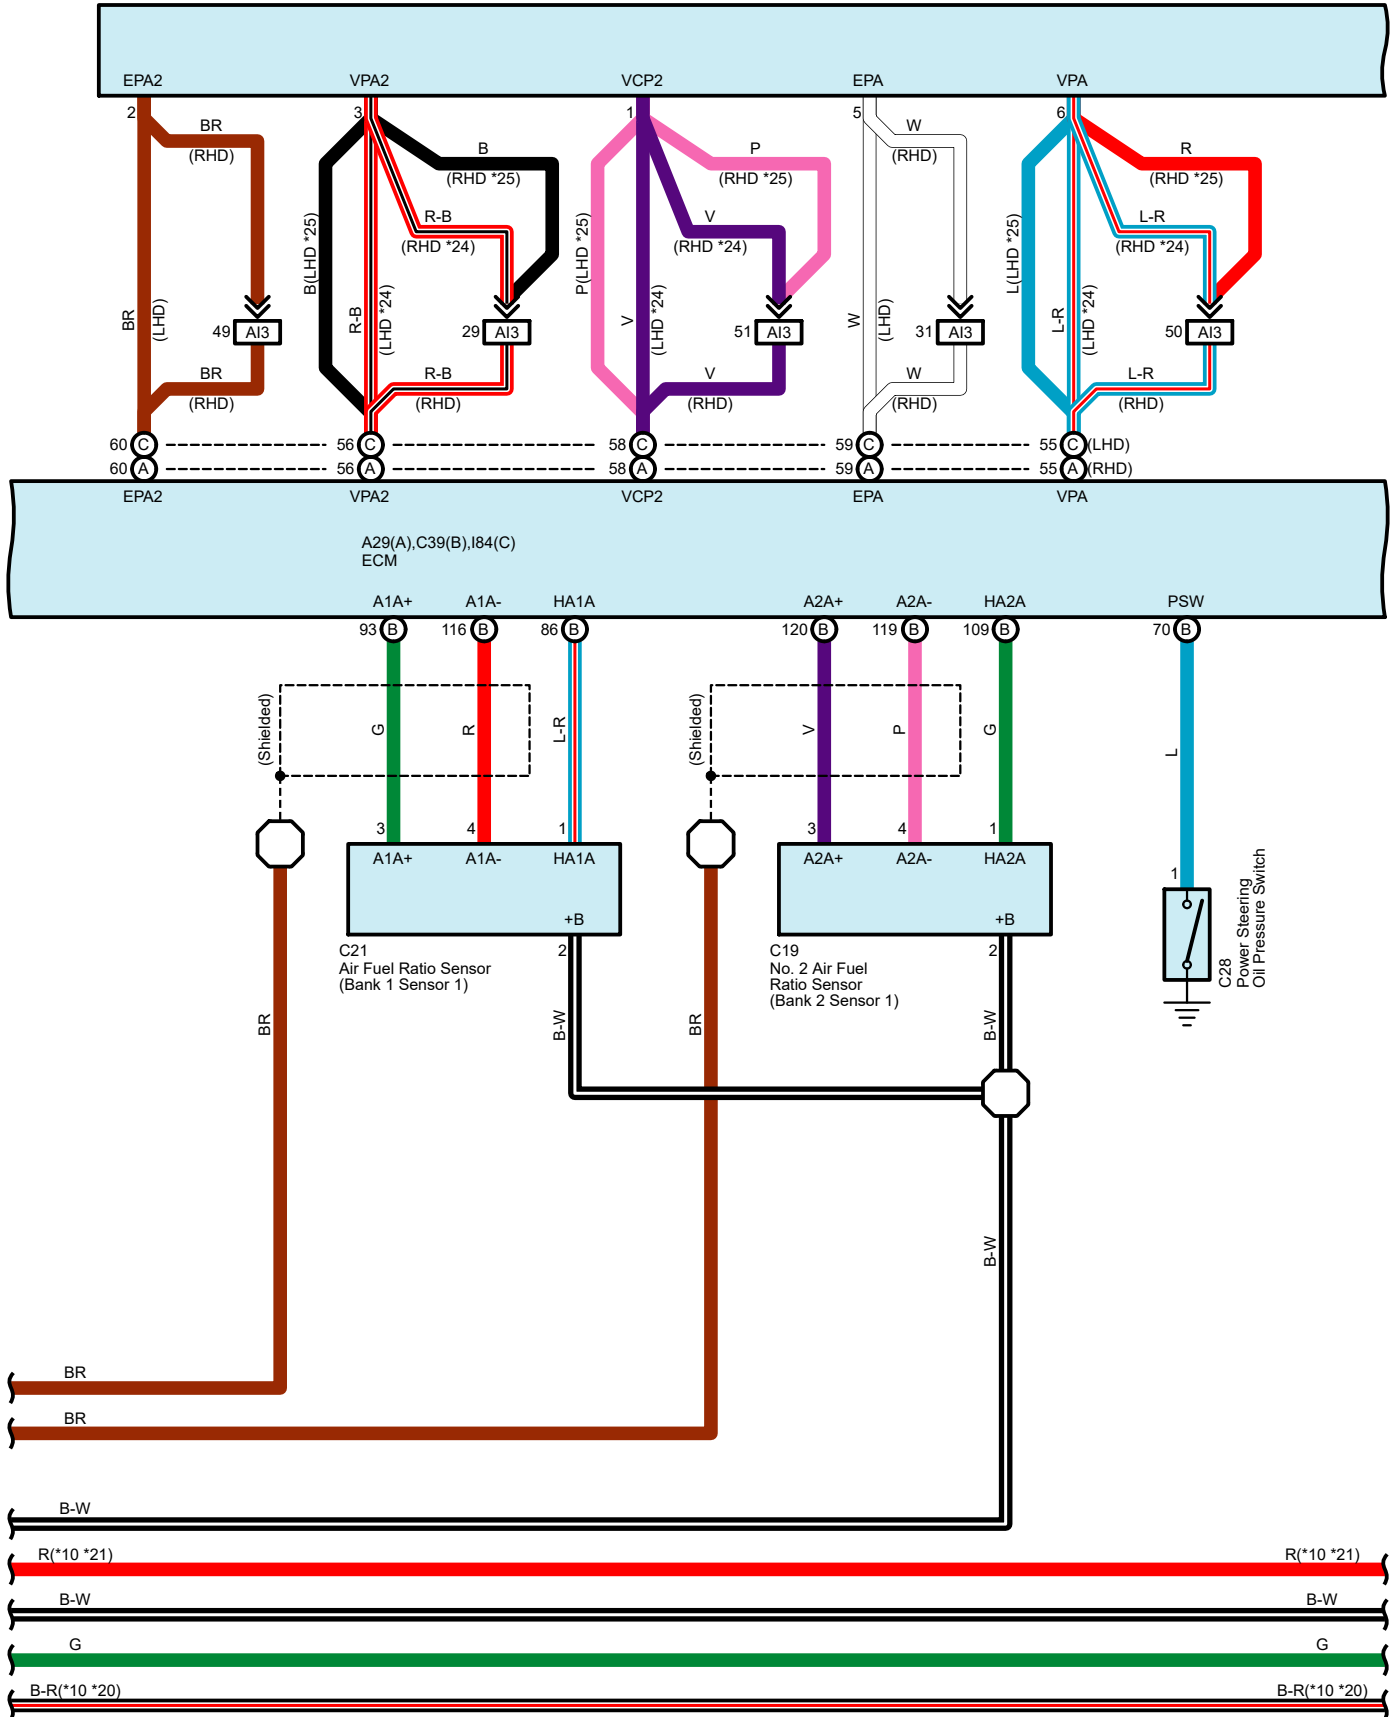 EPA2 VPA2 VCP2 EPA VPA
2 3 1 5 6
BR B W P R
(RHD) (RHD *25) (RHD *25) (RHD) (RHD *25)
R-B V L-R
(RHD *24) (RHD *24) (RHD *24)
B(LHD *25) P(LHD *25) L(LHD *25)
BR (LHD) R-B (LHD *24) V (LHD *24) W (LHD) L-R (LHD *24)
49 AI3 29 AI3 51 AI3 31 AI3 50 AI3
BR R-B V W L-R
(RHD) (RHD) (RHD) (RHD) (RHD)
60 C 56 C 58 C 59 C 55 C (LHD)
60 A 56 A 58 A 59 A 55 A (RHD)
EPA2 VPA2 VCP2 EPA VPA
A29(A),C39(B),I84(C)
ECM
A1A+ A1A- HA1A A2A+ A2A- HA2A PSW
93 B 116 B 86 B 120 B 119 B 109 B 70 B
(Shielded) G R L-R (Shielded) V P G L
3 4 1 3 4 1 1
A1A+ A1A- HA1A A2A+ A2A- HA2A
+B +B
2 2
C21
Air Fuel Ratio Sensor
(Bank 1 Sensor 1)
C19
No. 2 Air Fuel
Ratio Sensor
(Bank 2 Sensor 1)
C28
Power Steering
Oil Pressure Switch
BR B-W BR B-W
B-W
BR
BR
B-W
R(*10 *21) R(*10 *21)
B-W B-W
G G
B-R(*10 *20) B-R(*10 *20)